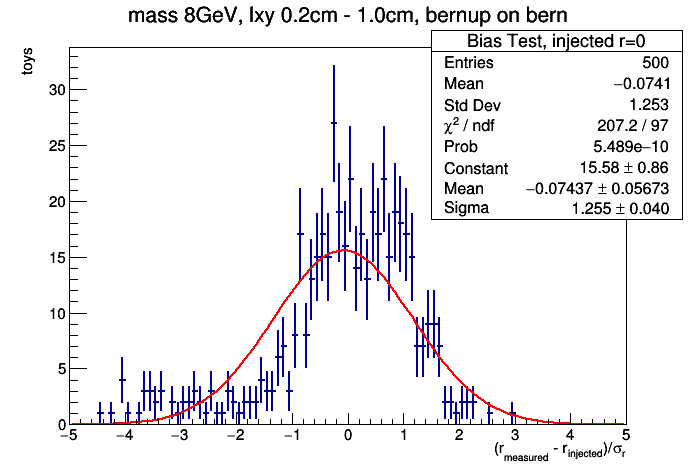 mass 8GeV, lxy 0.2cm - 1.0cm, bernup on bern
Bias Test, injected r=0
Entries 500
Mean −0.0741
Std Dev 1.253
χ² / ndf 207.2 / 97
Prob 5.489e−10
Constant 15.58 ± 0.86
Mean −0.07437 ± 0.05673
Sigma 1.255 ± 0.040
toys
30
25
20
15
10
5
0
−5 −4 −3 −2 −1 0 1 2 3 4 5
(r_measured - r_injected)/σ_r